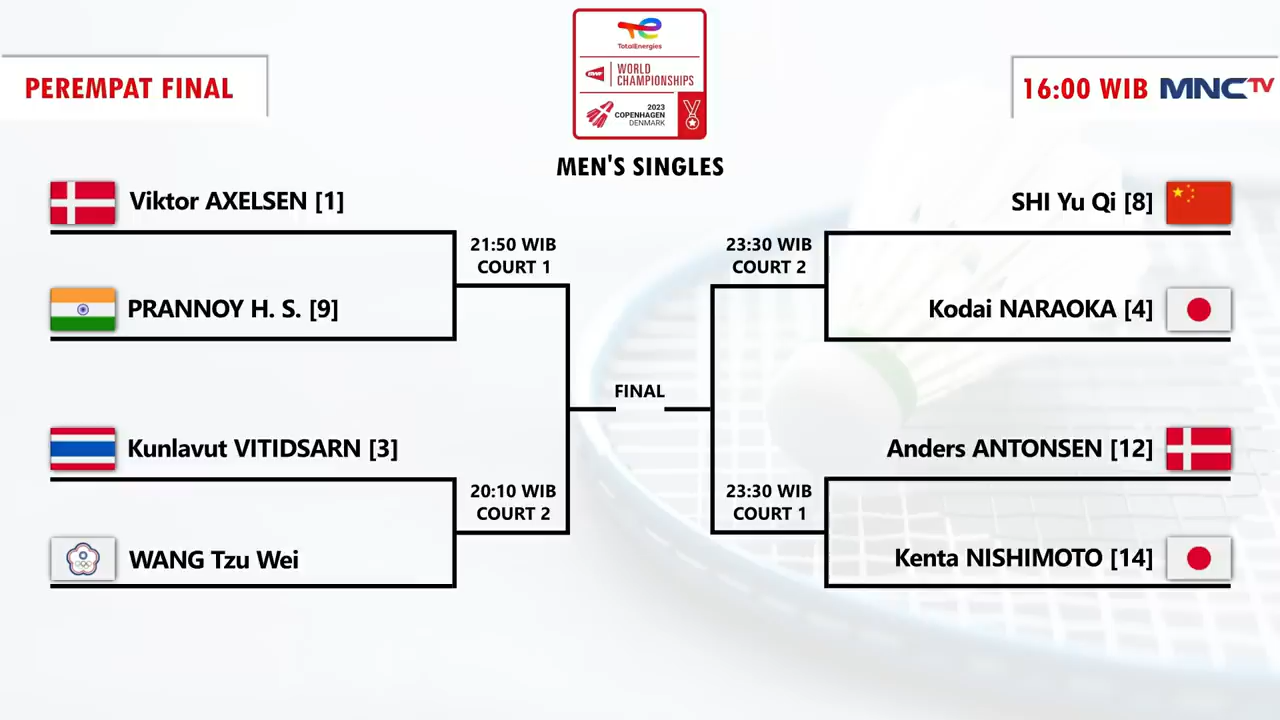 TotalEnergies
BWF
WORLD
CHAMPIONSHIPS
2023
COPENHAGEN
DENMARK
PEREMPAT FINAL
16:00 WIB MNCTV
MEN'S SINGLES
Viktor AXELSEN [1]
PRANNOY H. S. [9]
21:50 WIB
COURT 1
Kunlavut VITIDSARN [3]
WANG Tzu Wei
20:10 WIB
COURT 2
FINAL
SHI Yu Qi [8]
Kodai NARAOKA [4]
23:30 WIB
COURT 2
Anders ANTONSEN [12]
Kenta NISHIMOTO [14]
23:30 WIB
COURT 1